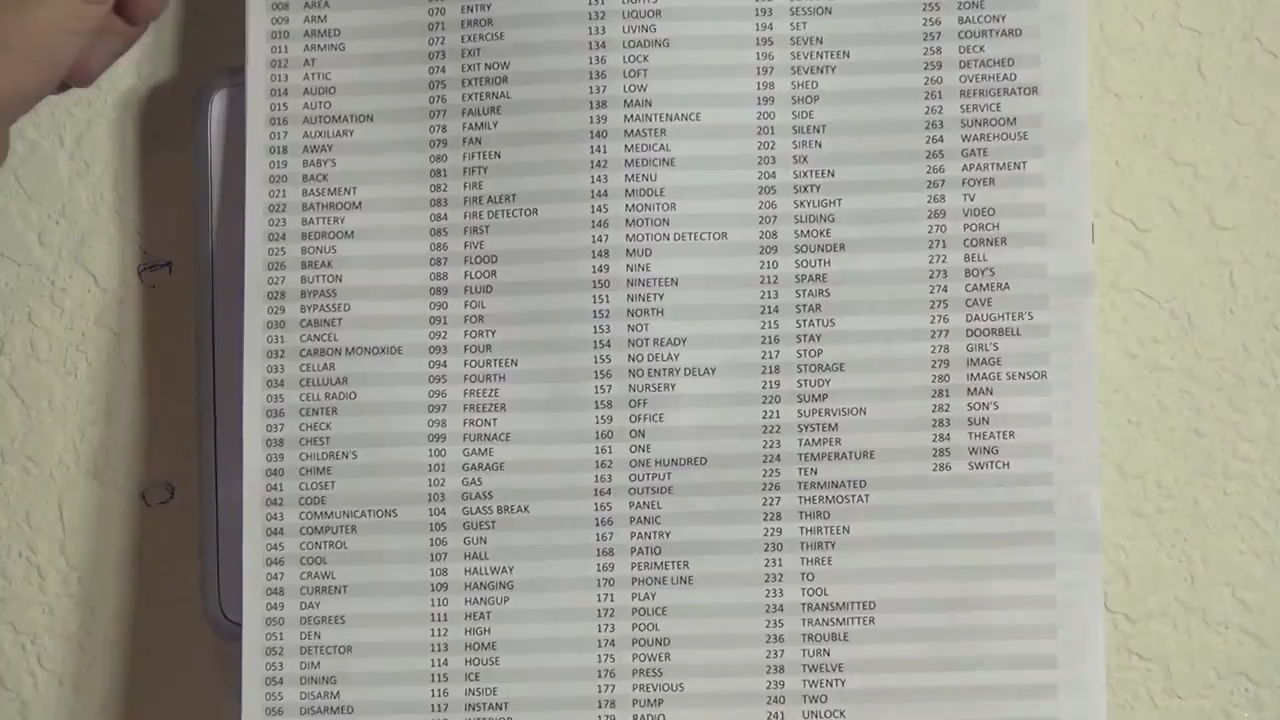 008 AREA
009 ARM
010 ARMED
011 ARMING
012 AT
013 ATTIC
014 AUDIO
015 AUTO
016 AUTOMATION
017 AUXILIARY
018 AWAY
019 BABY'S
020 BACK
021 BASEMENT
022 BATHROOM
023 BATTERY
024 BEDROOM
025 BONUS
026 BREAK
027 BUTTON
028 BYPASS
029 BYPASSED
030 CABINET
031 CANCEL
032 CARBON MONOXIDE
033 CELLAR
034 CELLULAR
035 CELL RADIO
036 CENTER
037 CHECK
038 CHEST
039 CHILDREN'S
040 CHIME
041 CLOSET
042 CODE
043 COMMUNICATIONS
044 COMPUTER
045 CONTROL
046 COOL
047 CRAWL
048 CURRENT
049 DAY
050 DEGREES
051 DEN
052 DETECTOR
053 DIM
054 DINING
055 DISARM
056 DISARMED
070 ENTRY
071 ERROR
072 EXERCISE
073 EXIT
074 EXIT NOW
075 EXTERIOR
076 EXTERNAL
077 FAILURE
078 FAMILY
079 FAN
080 FIFTEEN
081 FIFTY
082 FIRE
083 FIRE ALERT
084 FIRE DETECTOR
085 FIRST
086 FIVE
087 FLOOD
088 FLOOR
089 FLUID
090 FOIL
091 FOR
092 FORTY
093 FOUR
094 FOURTEEN
095 FOURTH
096 FREEZE
097 FREEZER
098 FRONT
099 FURNACE
100 GAME
101 GARAGE
102 GAS
103 GLASS
104 GLASS BREAK
105 GUEST
106 GUN
107 HALL
108 HALLWAY
109 HANGING
110 HANGUP
111 HEAT
112 HIGH
113 HOME
114 HOUSE
115 ICE
116 INSIDE
117 INSTANT
131 LIGHTS
132 LIQUOR
133 LIVING
134 LOADING
136 LOCK
136 LOFT
137 LOW
138 MAIN
139 MAINTENANCE
140 MASTER
141 MEDICAL
142 MEDICINE
143 MENU
144 MIDDLE
145 MONITOR
146 MOTION
147 MOTION DETECTOR
148 MUD
149 NINE
150 NINETEEN
151 NINETY
152 NORTH
153 NOT
154 NOT READY
155 NO DELAY
156 NO ENTRY DELAY
157 NURSERY
158 OFF
159 OFFICE
160 ON
161 ONE
162 ONE HUNDRED
163 OUTPUT
164 OUTSIDE
165 PANEL
166 PANIC
167 PANTRY
168 PATIO
169 PERIMETER
170 PHONE LINE
171 PLAY
172 POLICE
173 POOL
174 POUND
175 POWER
176 PRESS
177 PREVIOUS
178 PUMP
179 RADIO
193 SESSION
194 SET
195 SEVEN
196 SEVENTEEN
197 SEVENTY
198 SHED
199 SHOP
200 SIDE
201 SILENT
202 SIREN
203 SIX
204 SIXTEEN
205 SIXTY
206 SKYLIGHT
207 SLIDING
208 SMOKE
209 SOUNDER
210 SOUTH
212 SPARE
213 STAIRS
214 STAR
215 STATUS
216 STAY
217 STOP
218 STORAGE
219 STUDY
220 SUMP
221 SUPERVISION
222 SYSTEM
223 TAMPER
224 TEMPERATURE
225 TEN
226 TERMINATED
227 THERMOSTAT
228 THIRD
229 THIRTEEN
230 THIRTY
231 THREE
232 TO
233 TOOL
234 TRANSMITTED
235 TRANSMITTER
236 TROUBLE
237 TURN
238 TWELVE
239 TWENTY
240 TWO
241 UNLOCK
255 ZONE
256 BALCONY
257 COURTYARD
258 DECK
259 DETACHED
260 OVERHEAD
261 REFRIGERATOR
262 SERVICE
263 SUNROOM
264 WAREHOUSE
265 GATE
266 APARTMENT
267 FOYER
268 TV
269 VIDEO
270 PORCH
271 CORNER
272 BELL
273 BOY'S
274 CAMERA
275 CAVE
276 DAUGHTER'S
277 DOORBELL
278 GIRL'S
279 IMAGE
280 IMAGE SENSOR
281 MAN
282 SON'S
283 SUN
284 THEATER
285 WING
286 SWITCH